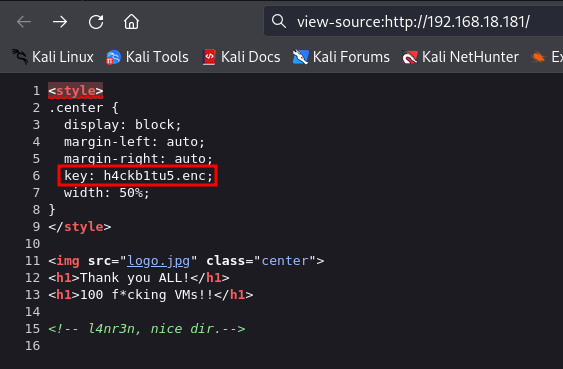 view-source:http://192.168.18.181/
Kali Linux Kali Tools Kali Docs Kali Forums Kali NetHunter Ex
1 <style>
2 .center {
3 display: block;
4 margin-left: auto;
5 margin-right: auto;
6 key: h4ckb1tu5.enc;
7 width: 50%;
8 }
9 </style>
10
11 <img src="logo.jpg" class="center">
12 <h1>Thank you ALL!</h1>
13 <h1>100 f*cking VMs!!</h1>
14
15 <!-- l4nr3n, nice dir.-->
16